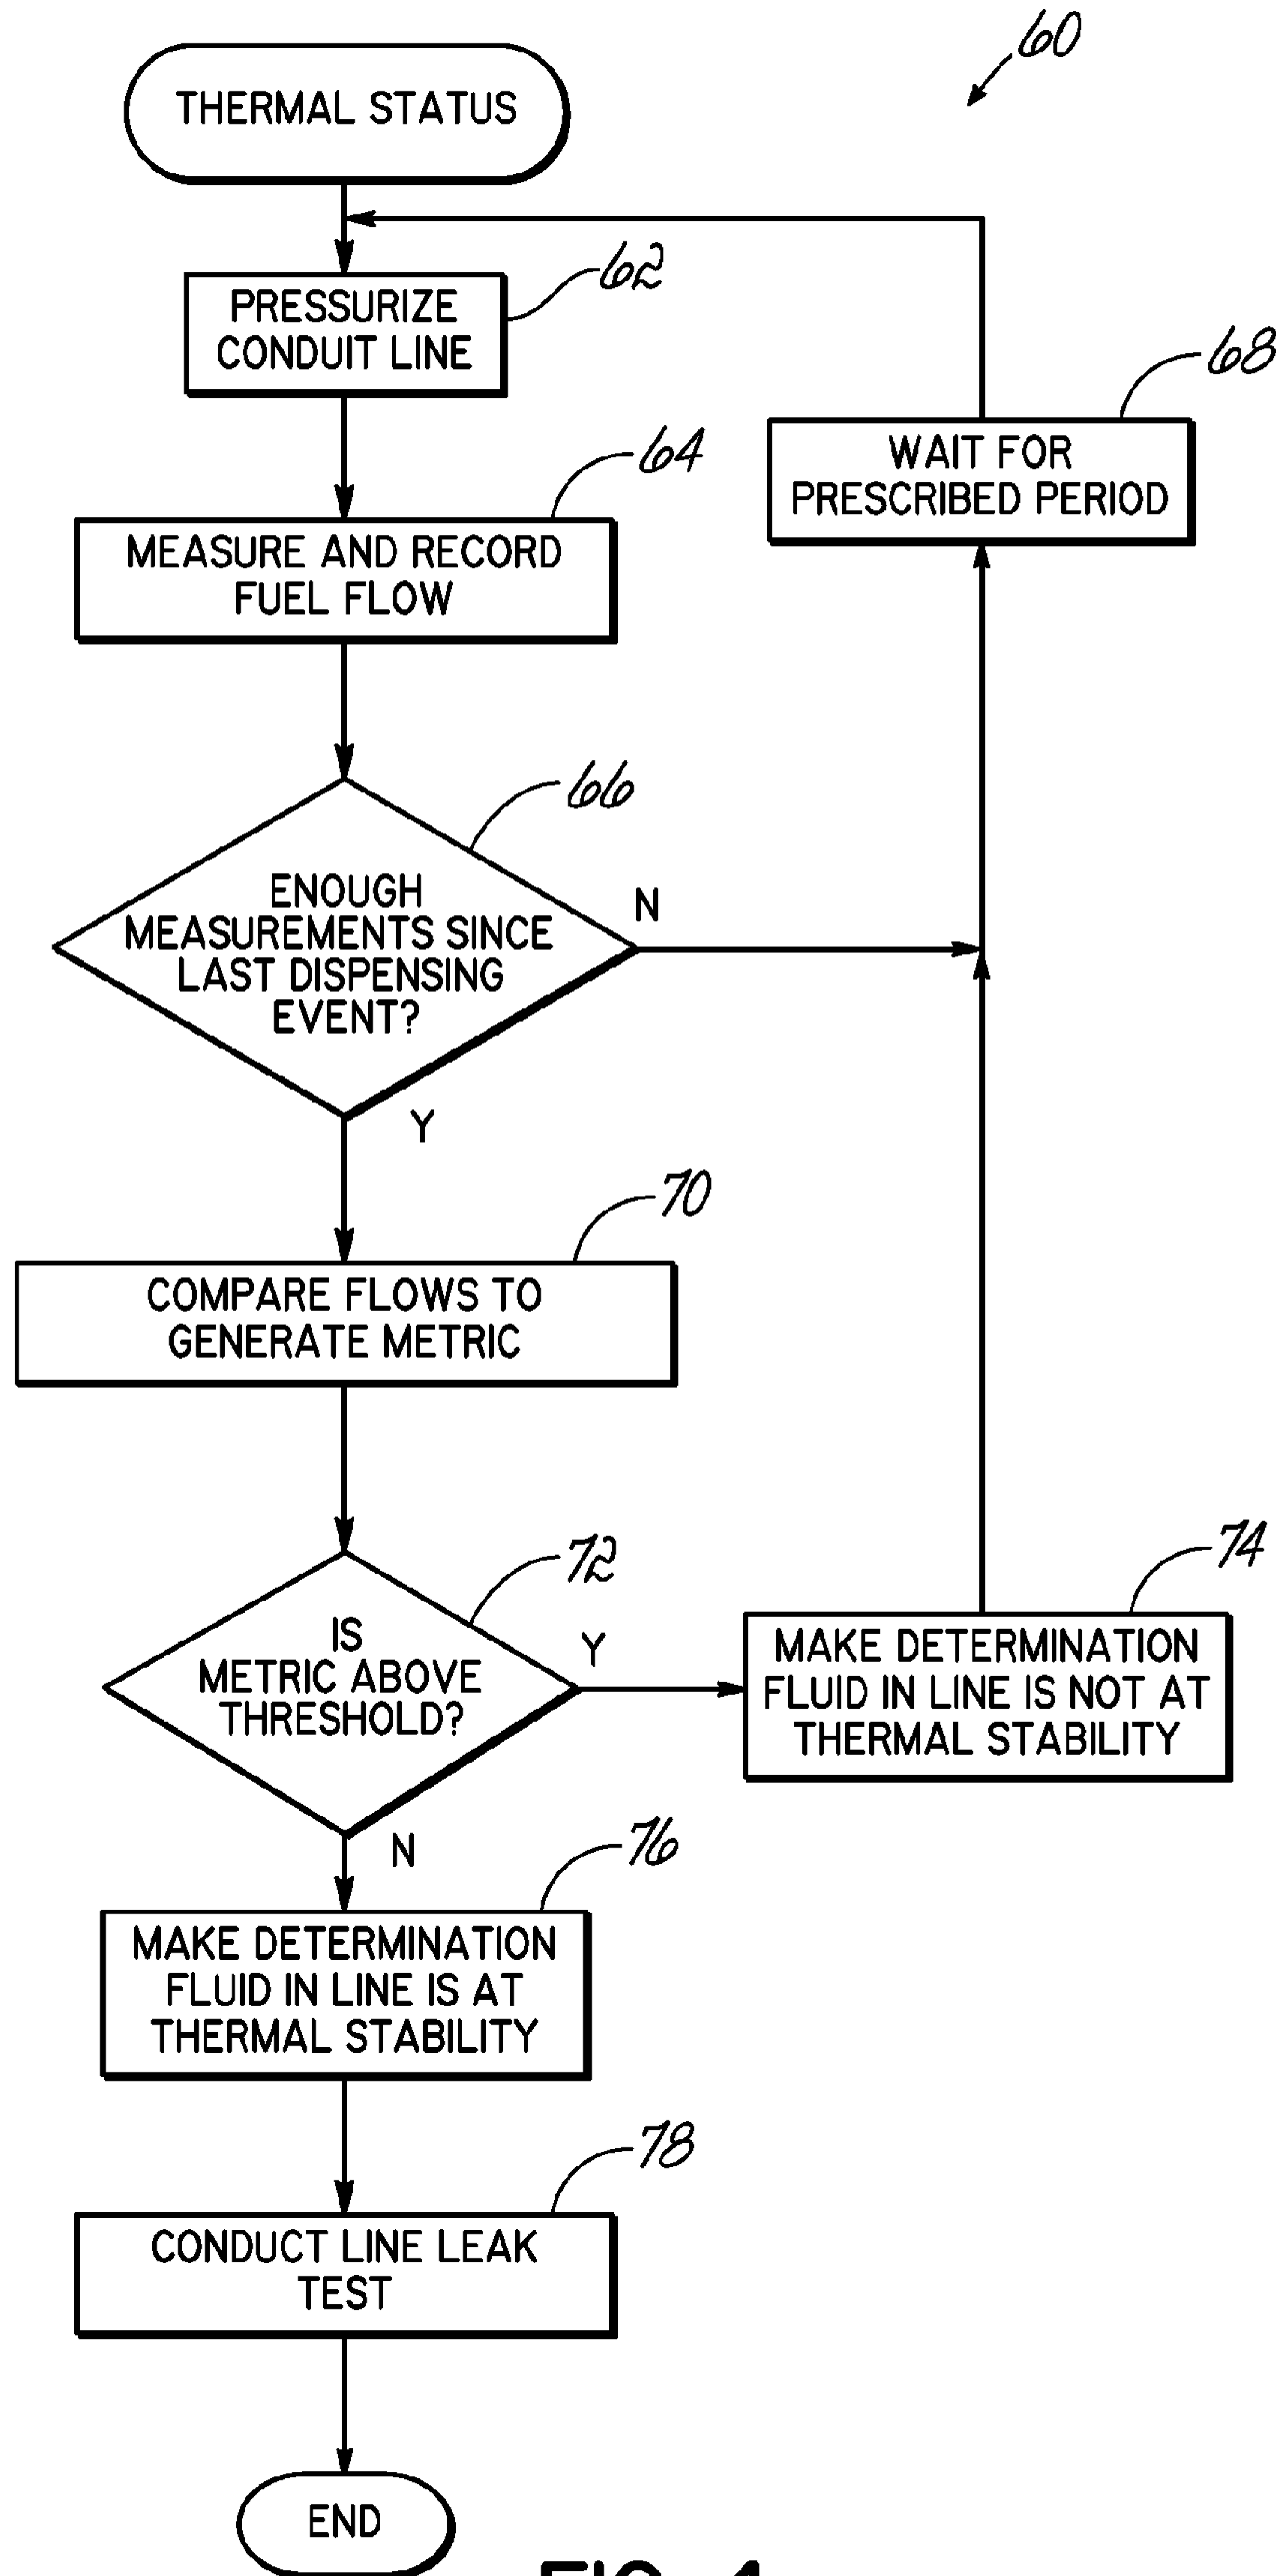 60
THERMAL STATUS
62
PRESSURIZE
CONDUIT LINE
68
WAIT FOR
PRESCRIBED PERIOD
64
MEASURE AND RECORD
FUEL FLOW
66
ENOUGH
MEASUREMENTS SINCE
LAST DISPENSING
EVENT?
N
Y
70
COMPARE FLOWS TO
GENERATE METRIC
72
IS
METRIC ABOVE
THRESHOLD?
Y
N
74
MAKE DETERMINATION
FLUID IN LINE IS NOT AT
THERMAL STABILITY
76
MAKE DETERMINATION
FLUID IN LINE IS AT
THERMAL STABILITY
78
CONDUCT LINE LEAK
TEST
END